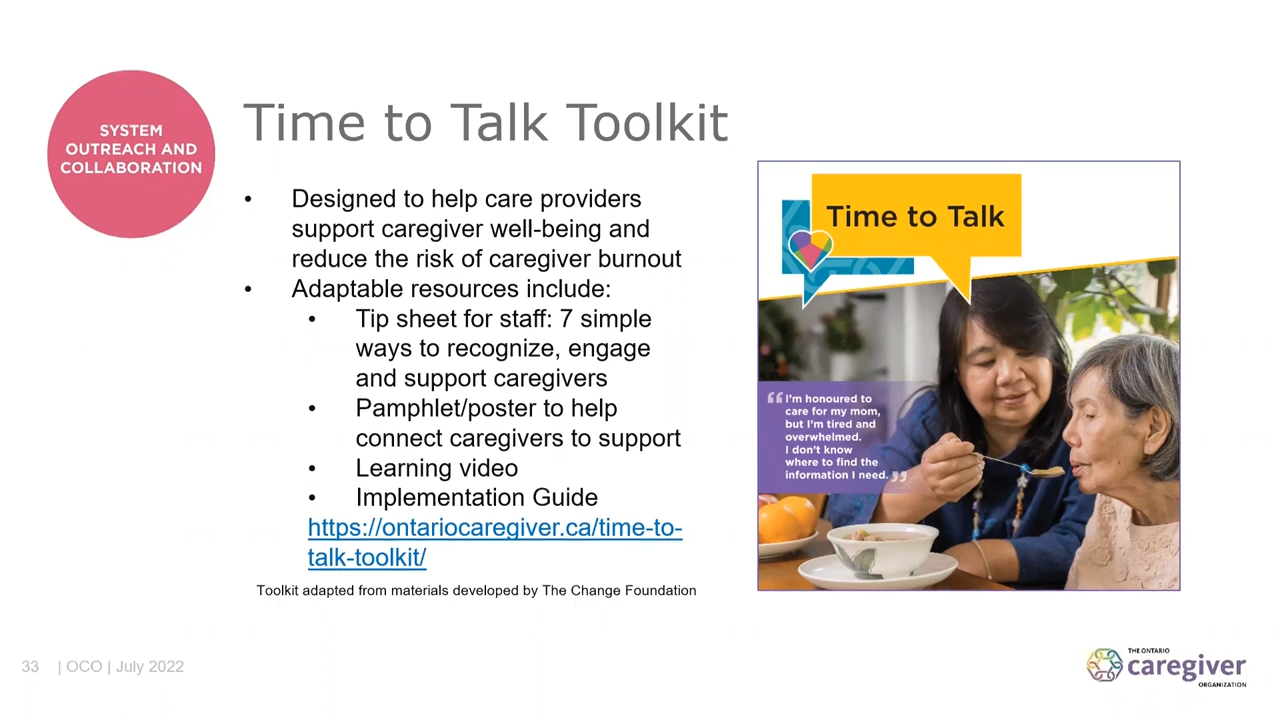 SYSTEM
OUTREACH AND
COLLABORATION
Time to Talk Toolkit
• Designed to help care providers
support caregiver well-being and
reduce the risk of caregiver burnout
• Adaptable resources include:
• Tip sheet for staff: 7 simple
ways to recognize, engage
and support caregivers
• Pamphlet/poster to help
connect caregivers to support
• Learning video
• Implementation Guide
https://ontariocaregiver.ca/time-to-
talk-toolkit/
Toolkit adapted from materials developed by The Change Foundation
Time to Talk
“I’m honoured to
care for my mom,
but I’m tired and
overwhelmed.
I don’t know
where to find the
information I need.”
33 | OCO | July 2022
THE ONTARIO
caregiver
ORGANIZATION